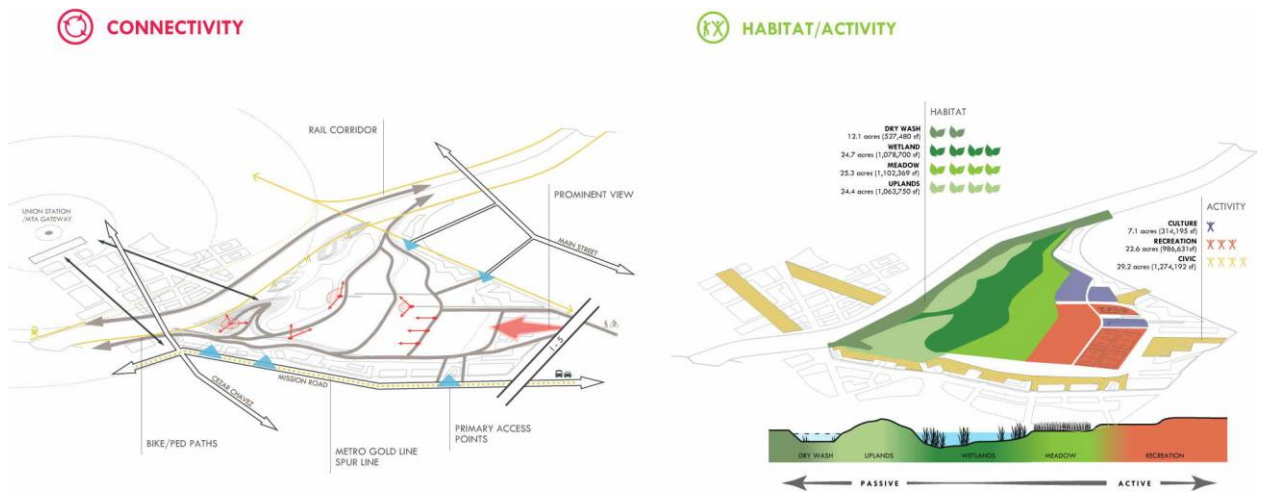 CONNECTIVITY
RAIL CORRIDOR
PROMINENT VIEW
UNION STATION
/MTA GATEWAY
MAIN STREET
I - 5
MISSION ROAD
CEZAR CHAVEZ
BIKE/PED PATHS
METRO GOLD LINE
SPUR LINE
PRIMARY ACCESS
POINTS
HABITAT/ACTIVITY
HABITAT
DRY WASH
12.1 acres (527,480 sf)
WETLAND
24.7 acres (1,078,700 sf)
MEADOW
25.3 acres (1,102,369 sf)
UPLANDS
24.4 acres (1,063,750 sf)
ACTIVITY
CULTURE
7.1 acres (314,195 sf)
RECREATION
22.6 acres (986,631sf)
CIVIC
29.2 acres (1,274,192 sf)
DRY WASH
UPLANDS
WETLANDS
MEADOW
RECREATION
PASSIVE
ACTIVE